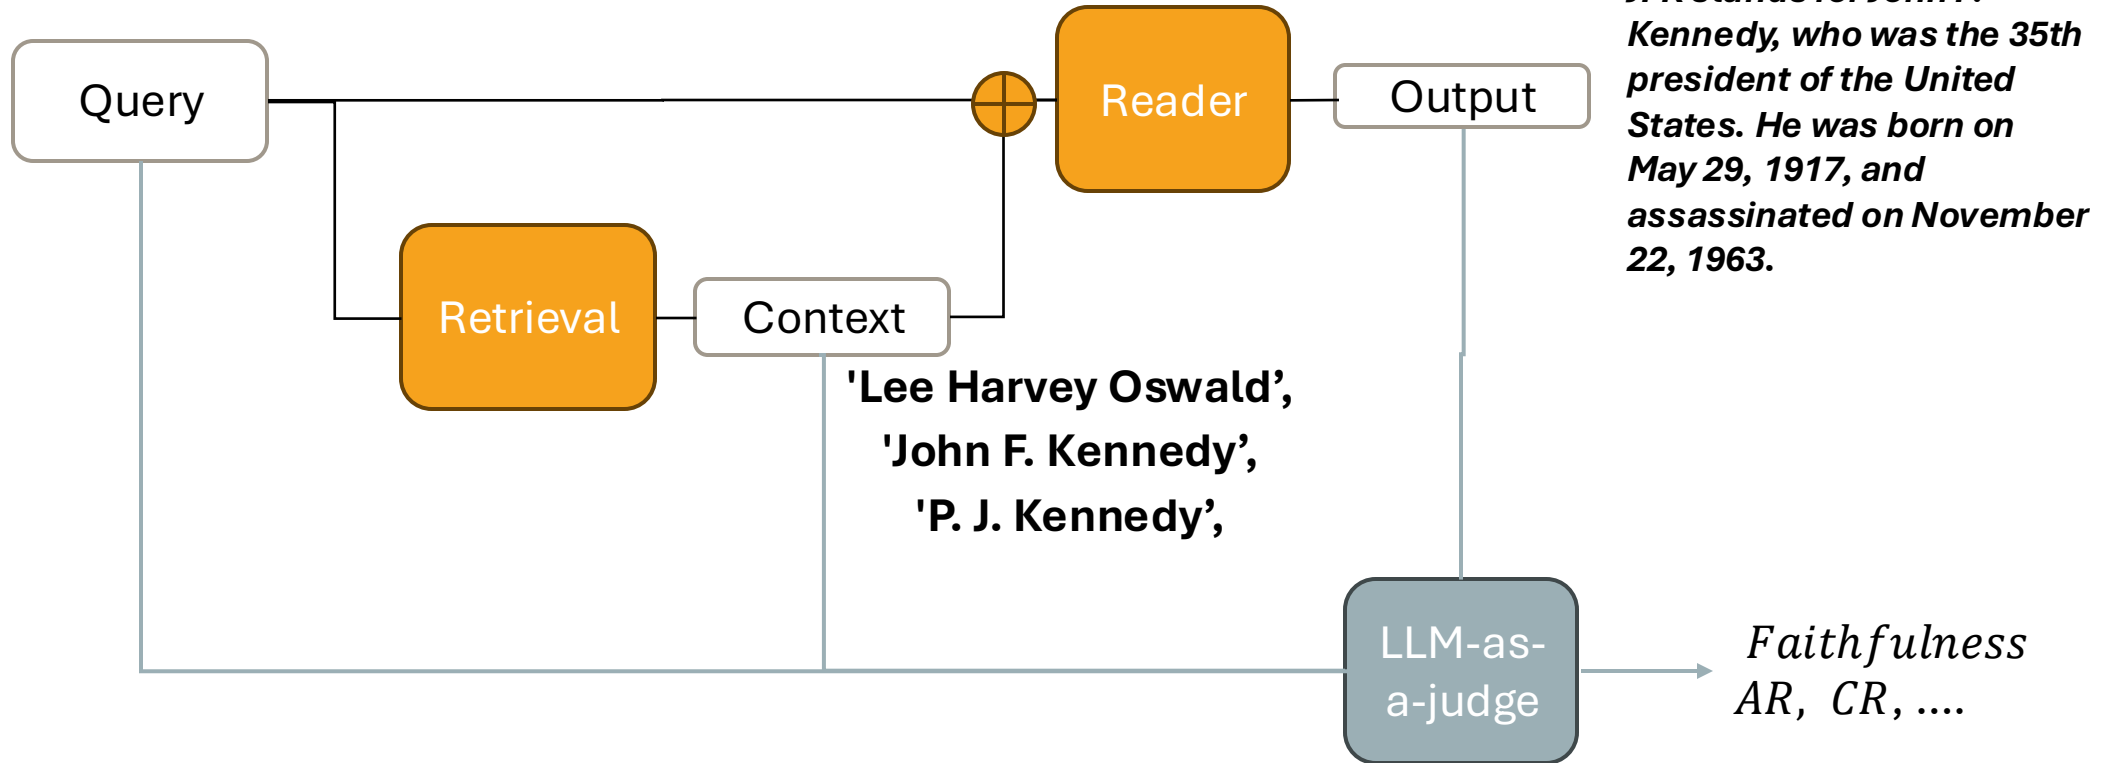 Kennedy, who was the 35th
president of the United
States. He was born on
May 29, 1917, and
assassinated on November
22, 1963.
Query
Reader
Output
Retrieval
Context
'Lee Harvey Oswald’,
'John F. Kennedy’,
'P. J. Kennedy’,
LLM-as-
a-judge
Faithfulness
AR, CR, ....